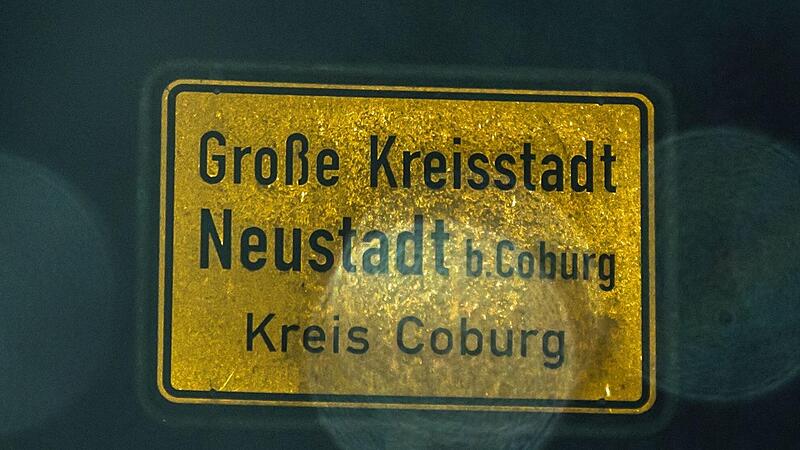 Große Kreisstadt
Neustadt b.Coburg
Kreis Coburg